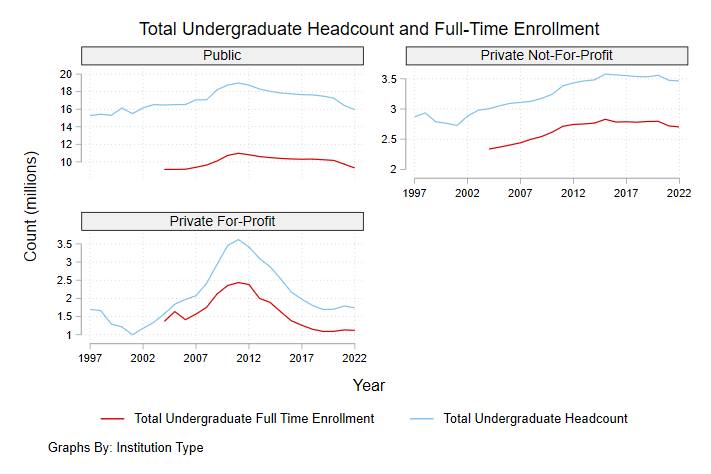 Total Undergraduate Headcount and Full-Time Enrollment
Public
Private Not-For-Profit
20
18
16
14
12
10
3.5
3
2.5
2
1997 2002 2007 2012 2017 2022
Private For-Profit
3.5
3
2.5
2
1.5
1
1997 2002 2007 2012 2017 2022
Count (millions)
Year
Total Undergraduate Full Time Enrollment
Total Undergraduate Headcount
Graphs By: Institution Type